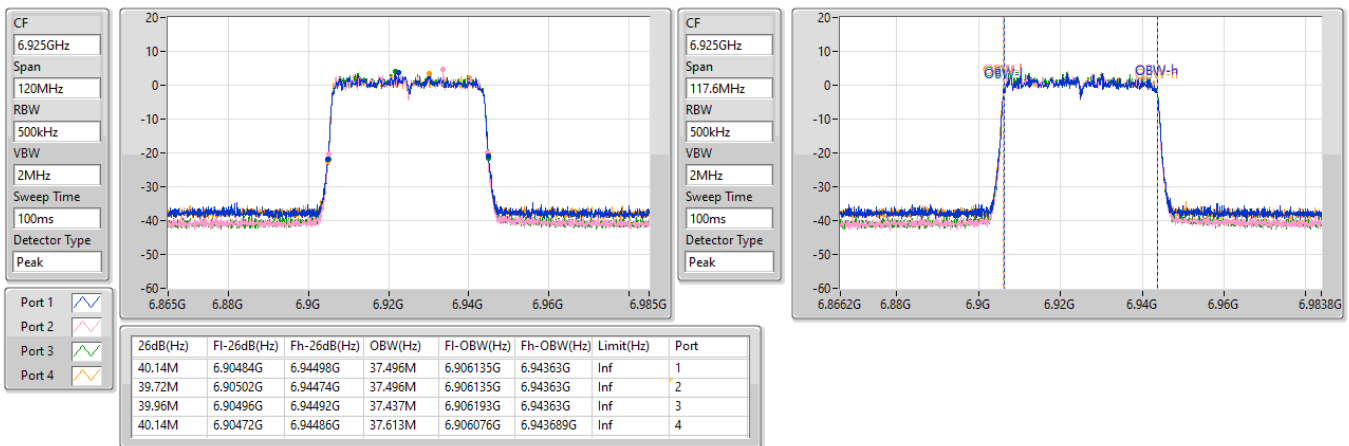 CF
6.925GHz
Span
120MHz
RBW
500kHz
VBW
2MHz
Sweep Time
100ms
Detector Type
Peak
20
10
0
-10
-20
-30
-40
-50
-60
6.865G 6.88G 6.9G 6.92G 6.94G 6.96G 6.985G
CF
6.925GHz
Span
117.6MHz
RBW
500kHz
VBW
2MHz
Sweep Time
100ms
Detector Type
Peak
20
10
0
-10
-20
-30
-40
-50
-60
OBW-l OBW-h
6.8662G 6.88G 6.9G 6.92G 6.94G 6.96G 6.9838G
Port 1
Port 2
Port 3
Port 4
26dB(Hz) Fl-26dB(Hz) Fh-26dB(Hz) OBW(Hz) Fl-OBW(Hz) Fh-OBW(Hz) Limit(Hz) Port
40.14M 6.90484G 6.94498G 37.496M 6.906135G 6.94363G Inf 1
39.72M 6.90502G 6.94474G 37.496M 6.906135G 6.94363G Inf 2
39.96M 6.90496G 6.94492G 37.437M 6.906193G 6.94363G Inf 3
40.14M 6.90472G 6.94486G 37.613M 6.906076G 6.943689G Inf 4